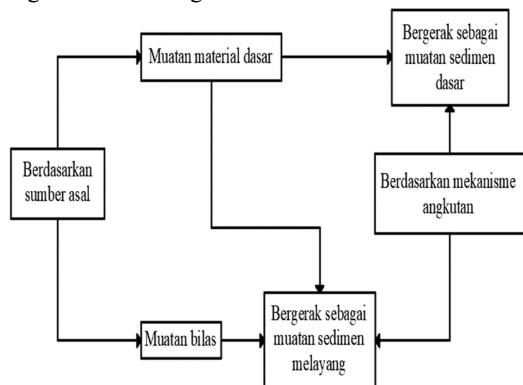 Bergerak sebagai
muatan sedimen
dasar
Muatan material dasar
Berdasarkan
sumber asal
Berdasarkan mekanisme
angkutan
Bergerak sebagai
muatan sedimen
melayang
Muatan bilas